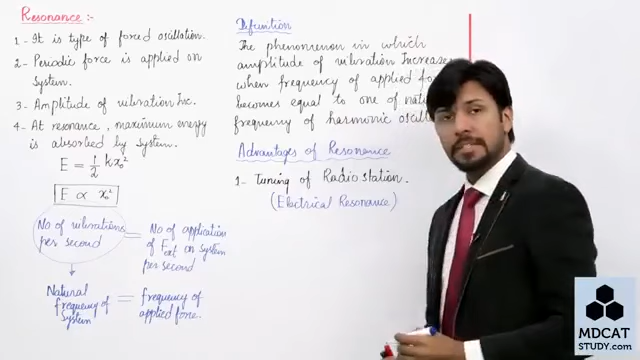 Resonance :-
1- It is type of forced oscillation.
2- Periodic force is applied on
System.
3- Amplitude of vibration Inc.
4- At resonance, maximum energy
is absorbed by System.
E = 1/2 kx₀²
E ∝ x₀²
No of vibrations
per second
=
No of application
of Fext on System
per second
Natural
frequency of
System
=
frequency of
applied force.
Definition
The phenomenon in which
amplitude of vibration Increases
when frequency of applied
becomes equal to one of
frequency of harmonic
Advantages of Resonance
1- Tuning of Radio Station.
(Electrical Resonance)
MDCAT
STUDY.com